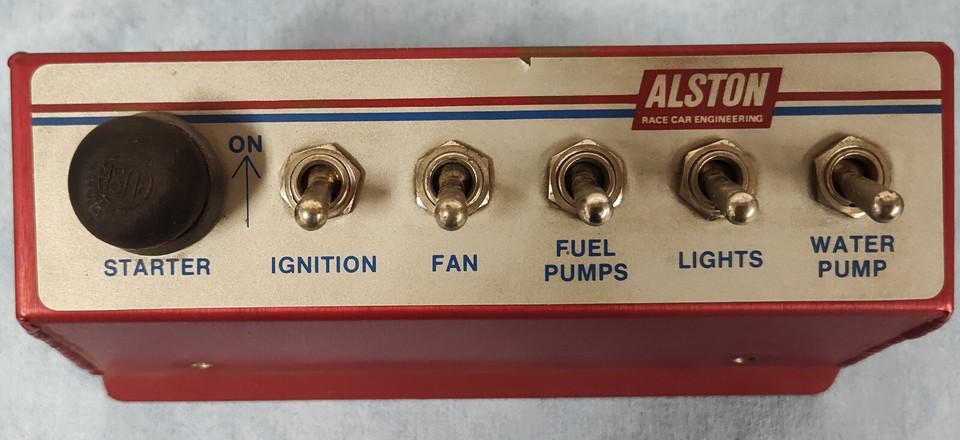 ALSTON
RACE CAR ENGINEERING
ON
STARTER
IGNITION
FAN
FUEL
PUMPS
LIGHTS
WATER
PUMP